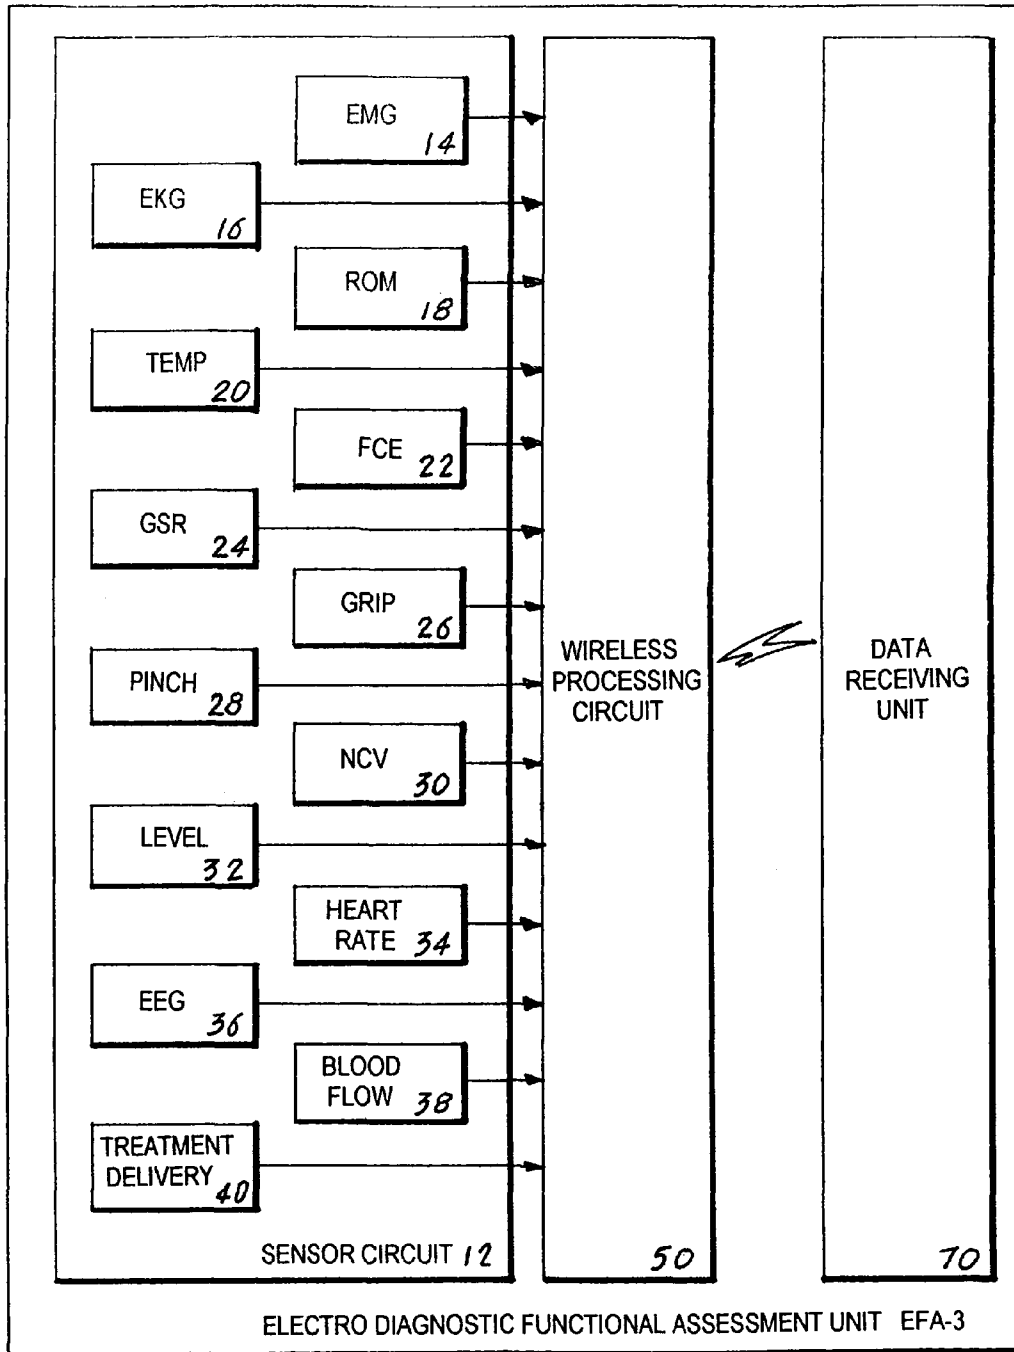 EMG
14
EKG
16
ROM
18
TEMP
20
FCE
22
GSR
24
GRIP
26
PINCH
28
NCV
30
LEVEL
32
HEART
RATE 34
EEG
36
BLOOD
FLOW 38
TREATMENT
DELIVERY 40
SENSOR CIRCUIT 12
WIRELESS
PROCESSING
CIRCUIT
50
DATA
RECEIVING
UNIT
70
ELECTRO DIAGNOSTIC FUNCTIONAL ASSESSMENT UNIT EFA-3